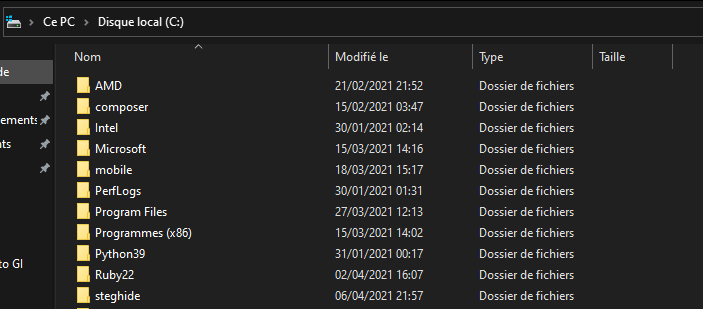 Ce PC > Disque local (C:)
Nom Modifié le Type Taille
AMD 21/02/2021 21:52 Dossier de fichiers
composer 15/02/2021 03:47 Dossier de fichiers
Intel 30/01/2021 02:14 Dossier de fichiers
Microsoft 15/03/2021 14:16 Dossier de fichiers
mobile 18/03/2021 15:17 Dossier de fichiers
PerfLogs 30/01/2021 01:31 Dossier de fichiers
Program Files 27/03/2021 12:13 Dossier de fichiers
Programmes (x86) 15/03/2021 14:02 Dossier de fichiers
Python39 31/01/2021 00:17 Dossier de fichiers
Ruby22 02/04/2021 16:07 Dossier de fichiers
steghide 06/04/2021 21:57 Dossier de fichiers
de
ements
nts
to GI